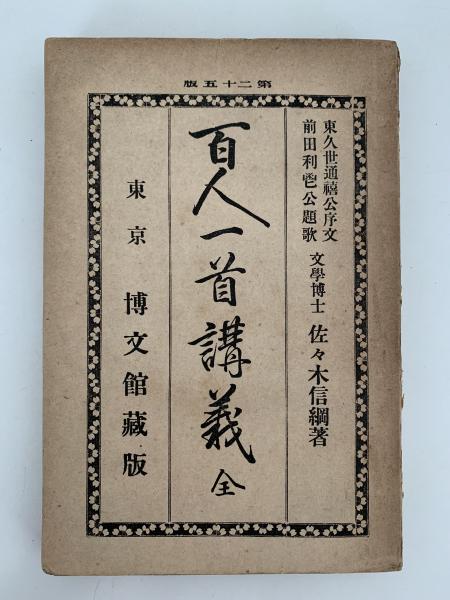 第二十五版
東久世通禧公序文
前田利鬯公題歌
文學博士 佐々木信綱著
百人一首講義 全
東京 博文館藏版